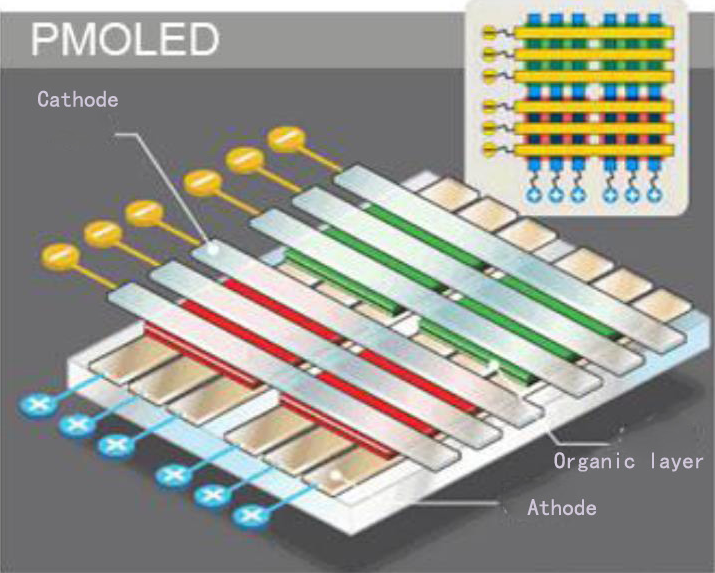 PMOLED
Cathode
Organic layer
Athode